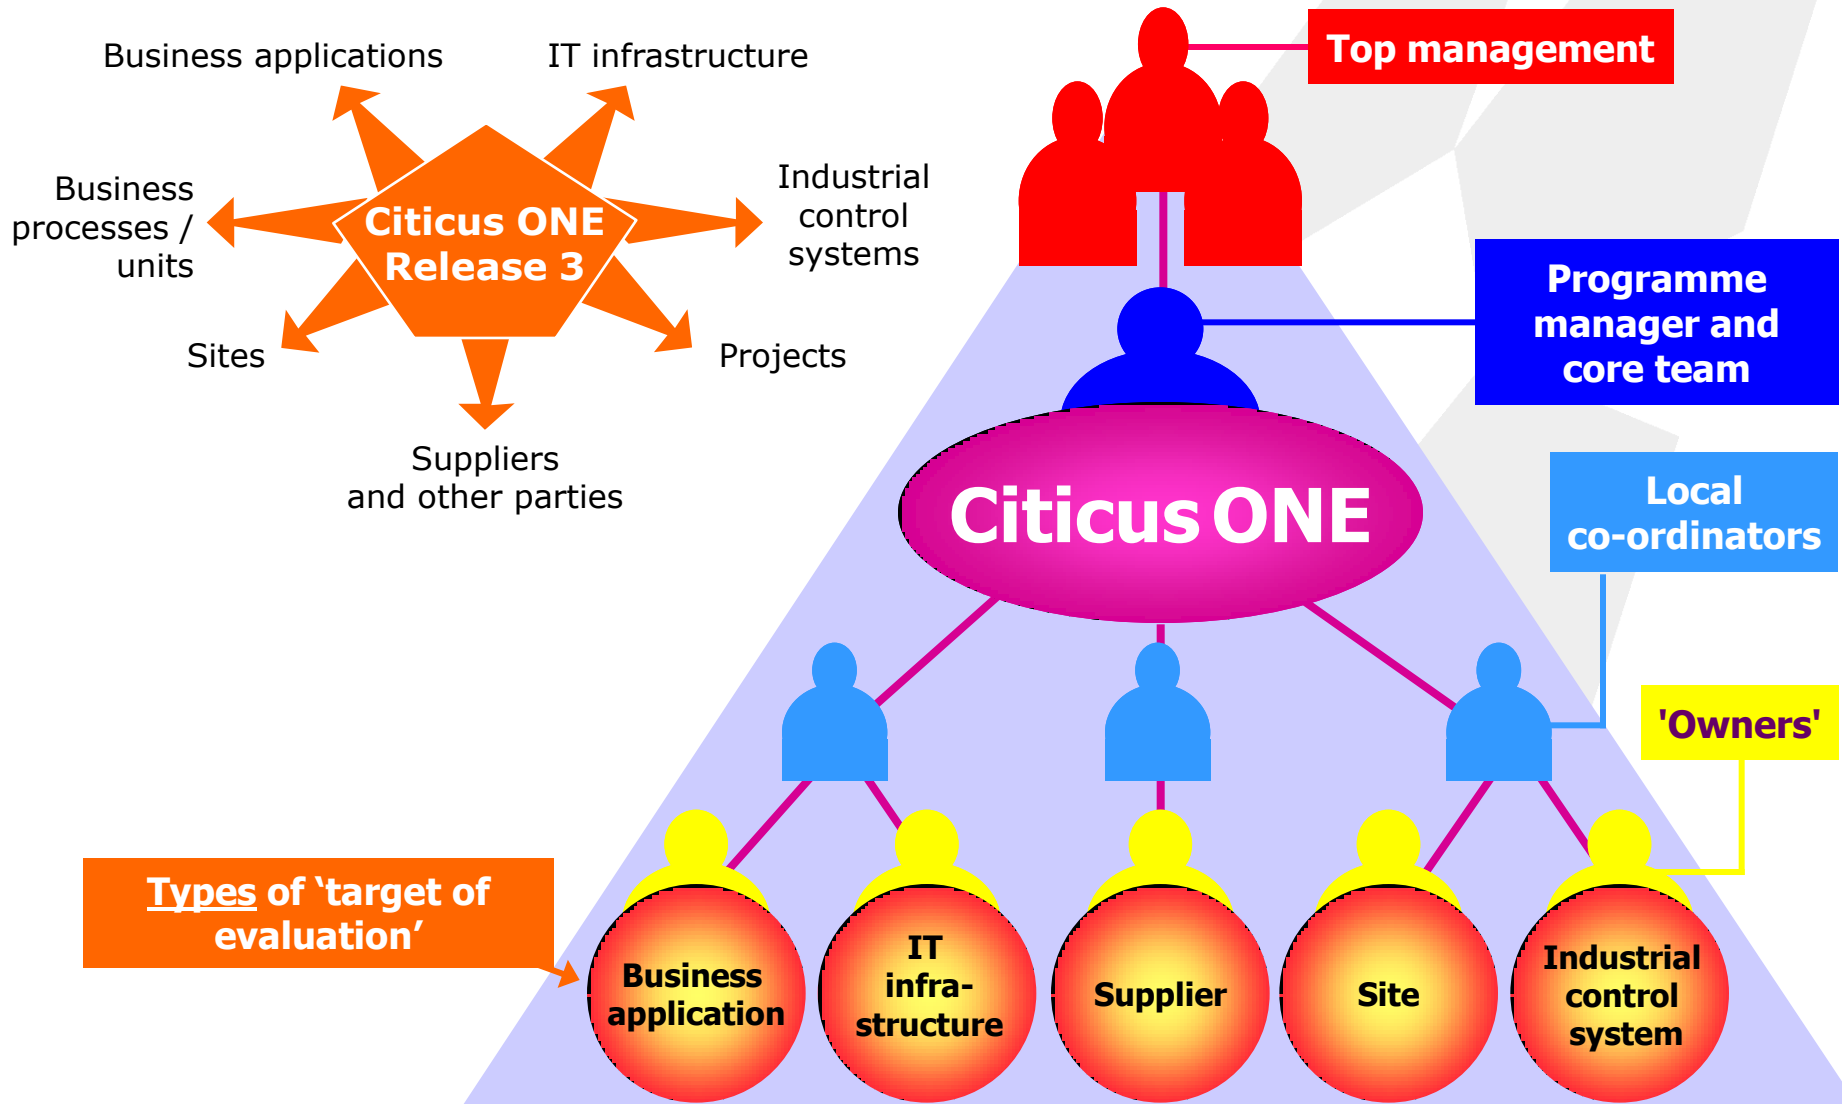 Business applications
IT infrastructure
Business
processes /
units
Industrial
control
systems
Citicus ONE
Release 3
Sites
Projects
Suppliers
and other parties
Top management
Programme
manager and
core team
Citicus ONE
Local
co-ordinators
'Owners'
Types of ‘target of
evaluation’
Business
application
IT
infra-
structure
Supplier
Site
Industrial
control
system